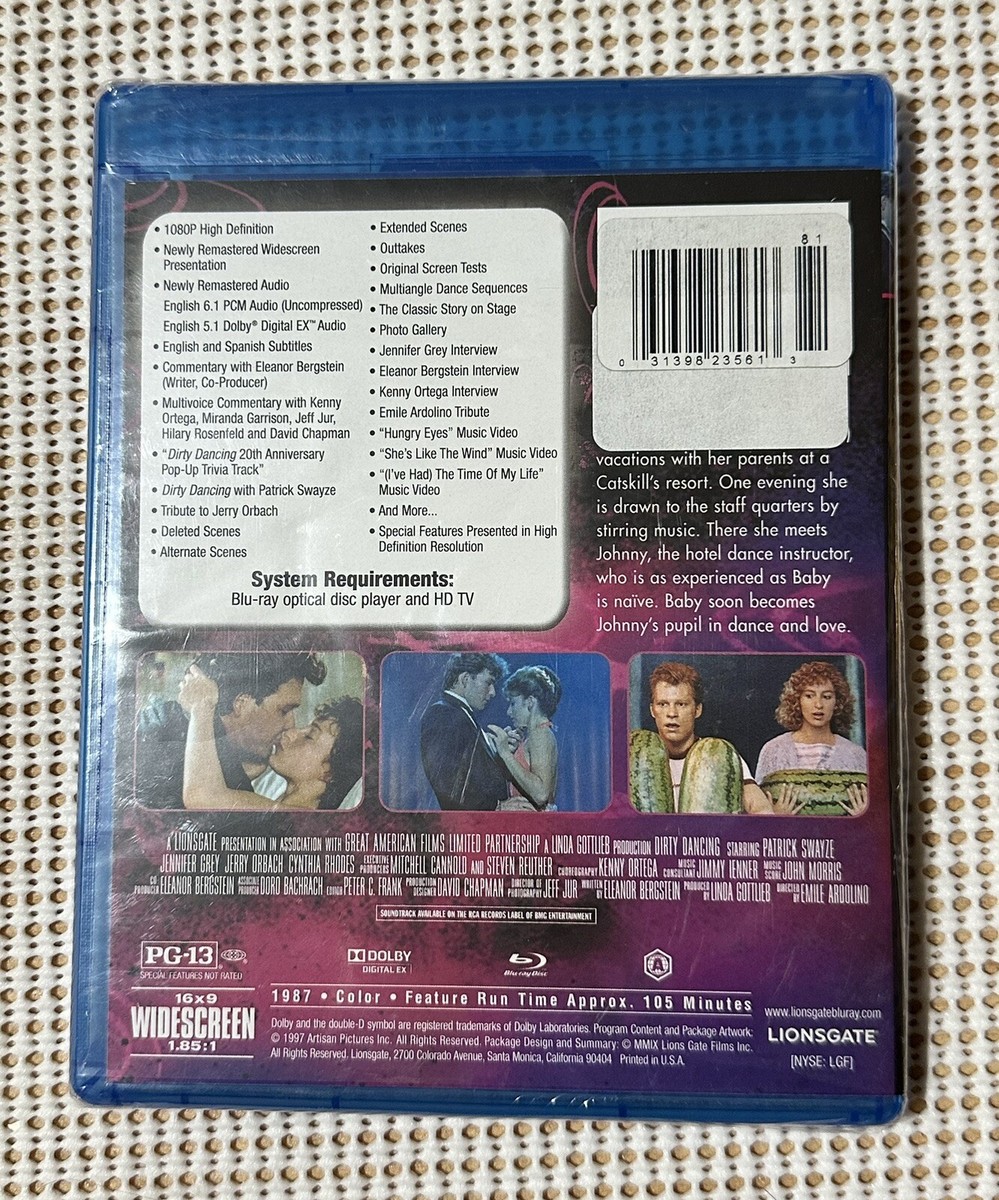 • 1080P High Definition
• Newly Remastered Widescreen
Presentation
• Newly Remastered Audio
English 6.1 PCM Audio (Uncompressed)
English 5.1 Dolby® Digital EX™ Audio
• English and Spanish Subtitles
• Commentary with Eleanor Bergstein
(Writer, Co-Producer)
• Multivoice Commentary with Kenny
Ortega, Miranda Garrison, Jeff Jur,
Hilary Rosenfeld and David Chapman
• “Dirty Dancing 20th Anniversary
Pop-Up Trivia Track”
• Dirty Dancing with Patrick Swayze
• Tribute to Jerry Orbach
• Deleted Scenes
• Alternate Scenes
• Extended Scenes
• Outtakes
• Original Screen Tests
• Multiangle Dance Sequences
• The Classic Story on Stage
• Photo Gallery
• Jennifer Grey Interview
• Eleanor Bergstein Interview
• Kenny Ortega Interview
• Emile Ardolino Tribute
• “Hungry Eyes” Music Video
• “She’s Like The Wind” Music Video
• “(I’ve Had) The Time Of My Life”
Music Video
• And More...
• Special Features Presented in High
Definition Resolution
System Requirements:
Blu-ray optical disc player and HD TV
81
0 31398 23561 3
vacations with her parents at a
Catskill’s resort. One evening she
is drawn to the staff quarters by
stirring music. There she meets
Johnny, the hotel dance instructor,
who is as experienced as Baby
is naïve. Baby soon becomes
Johnny’s pupil in dance and love.
A LIONSGATE PRESENTATION IN ASSOCIATION WITH GREAT AMERICAN FILMS LIMITED PARTNERSHIP A LINDA GOTTLIEB PRODUCTION DIRTY DANCING STARRING PATRICK SWAYZE
JENNIFER GREY JERRY ORBACH CYNTHIA RHODES EXECUTIVE PRODUCERS MITCHELL CANNOLD AND STEVEN REUTHER CHOREOGRAPHY KENNY ORTEGA MUSIC CONSULTANT JIMMY IENNER MUSIC SCORE JOHN MORRIS
CO PRODUCER ELEANOR BERGSTEIN ASSOCIATE PRODUCER DORO BACHRACH EDITOR PETER C. FRANK PRODUCTION DESIGNER DAVID CHAPMAN DIRECTOR OF PHOTOGRAPHY JEFF JUR WRITTEN BY ELEANOR BERGSTEIN PRODUCED BY LINDA GOTTLIEB DIRECTED BY EMILE ARDOLINO
SOUNDTRACK AVAILABLE ON THE RCA RECORDS LABEL OF BMG ENTERTAINMENT
PG-13
SPECIAL FEATURES NOT RATED
DOLBY
DIGITAL EX
Blu-ray Disc
16x9
WIDESCREEN
1.85:1
1987 • Color • Feature Run Time Approx. 105 Minutes
Dolby and the double-D symbol are registered trademarks of Dolby Laboratories. Program Content and Package Artwork:
© 1997 Artisan Pictures Inc. All Rights Reserved. Package Design and Summary: © MMIX Lions Gate Films Inc.
All Rights Reserved. Lionsgate, 2700 Colorado Avenue, Santa Monica, California 90404 Printed in U.S.A.
www.lionsgatebluray.com
LIONSGATE®
[NYSE: LGF]